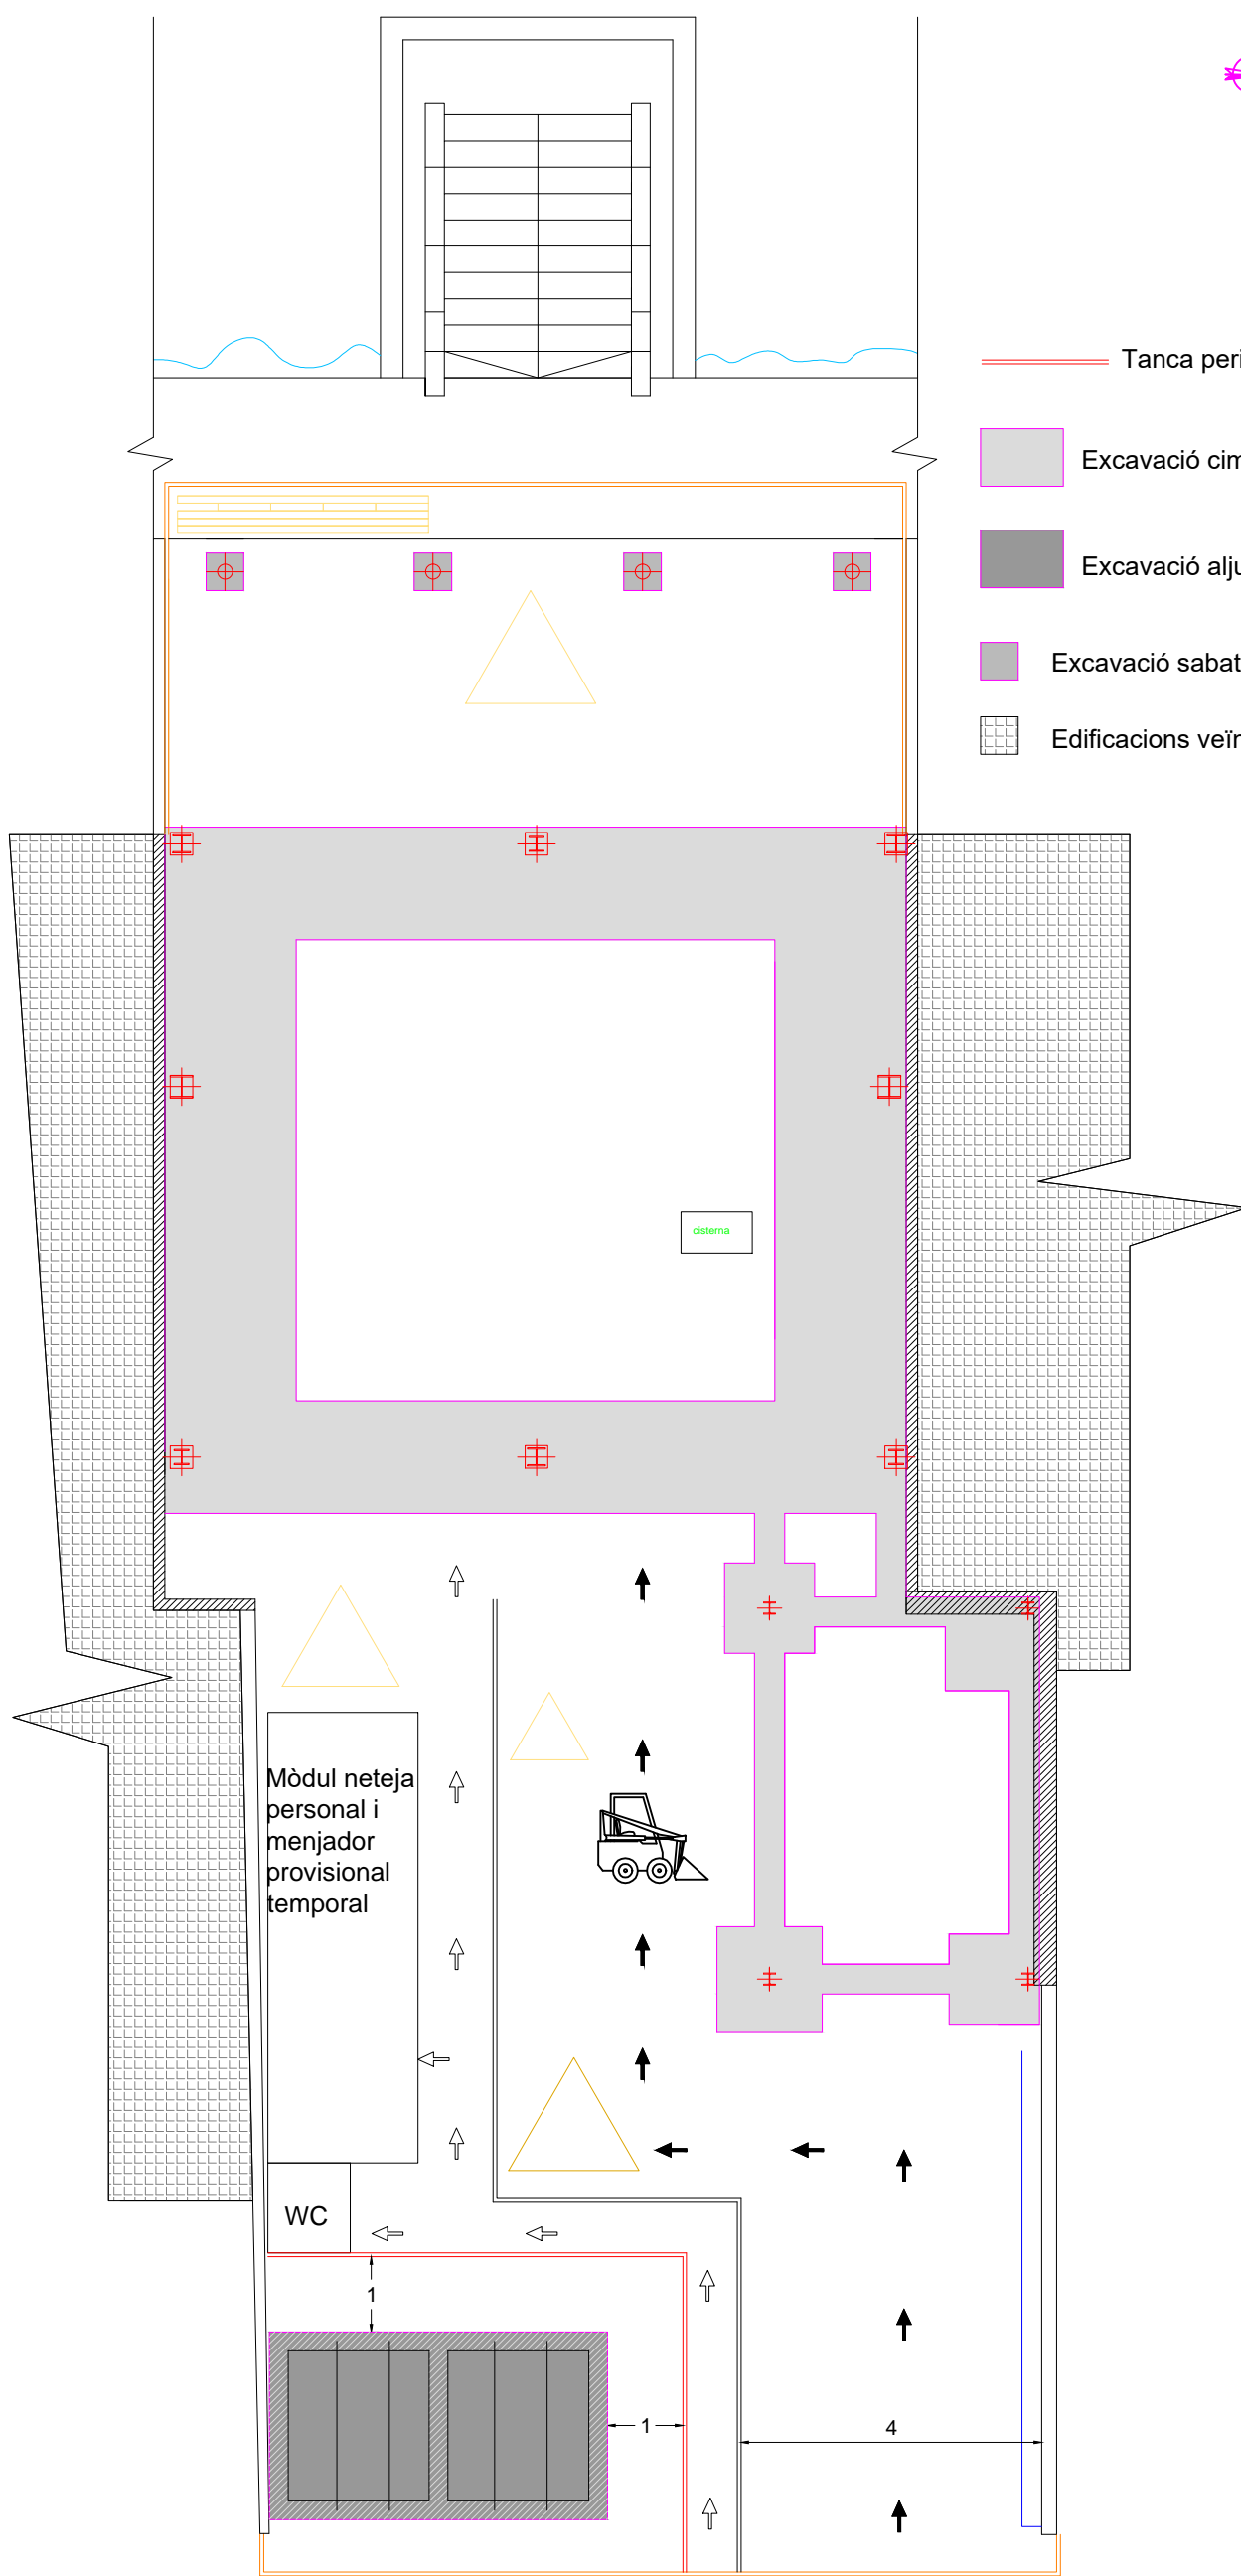 Tanca peri
Excavació cim
Excavació alju
Excavació sabat
Edificacions veïn
cisterna
Mòdul neteja
personal i
menjador
provisional
temporal
WC
1
1
4